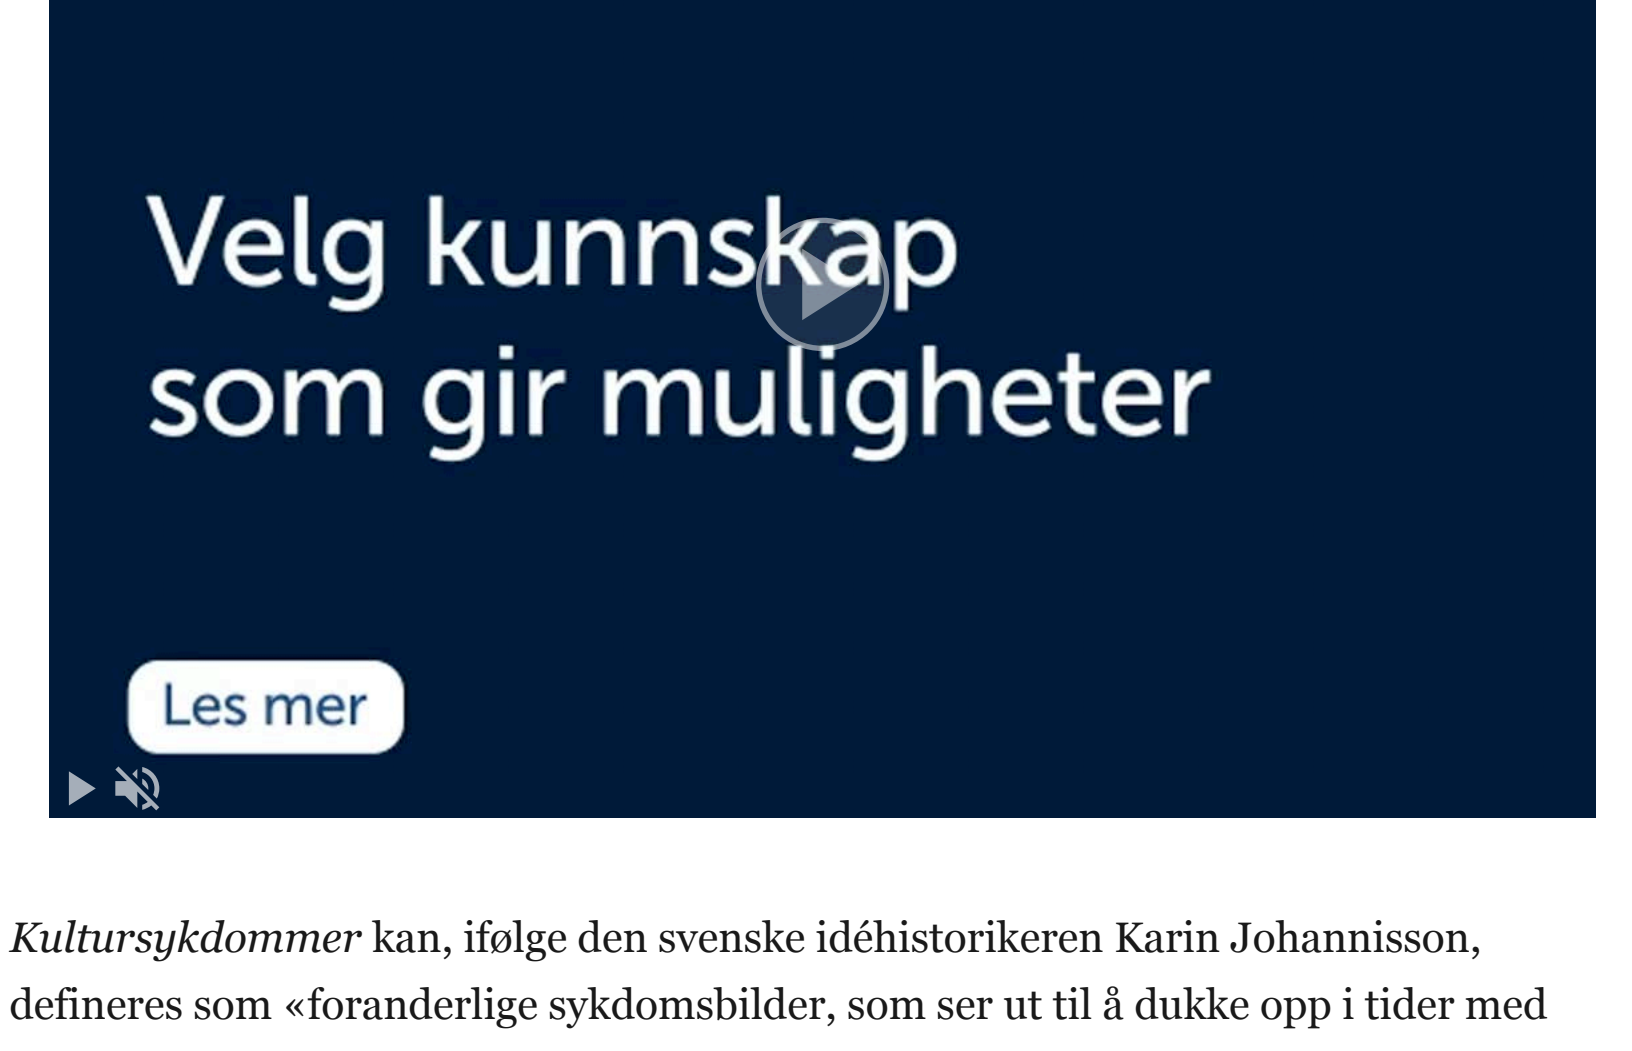 Velg kunnskap
som gir muligheter
Les mer
Kultursykdommer kan, ifølge den svenske idéhistorikeren Karin Johannisson,
defineres som «foranderlige sykdomsbilder, som ser ut til å dukke opp i tider med